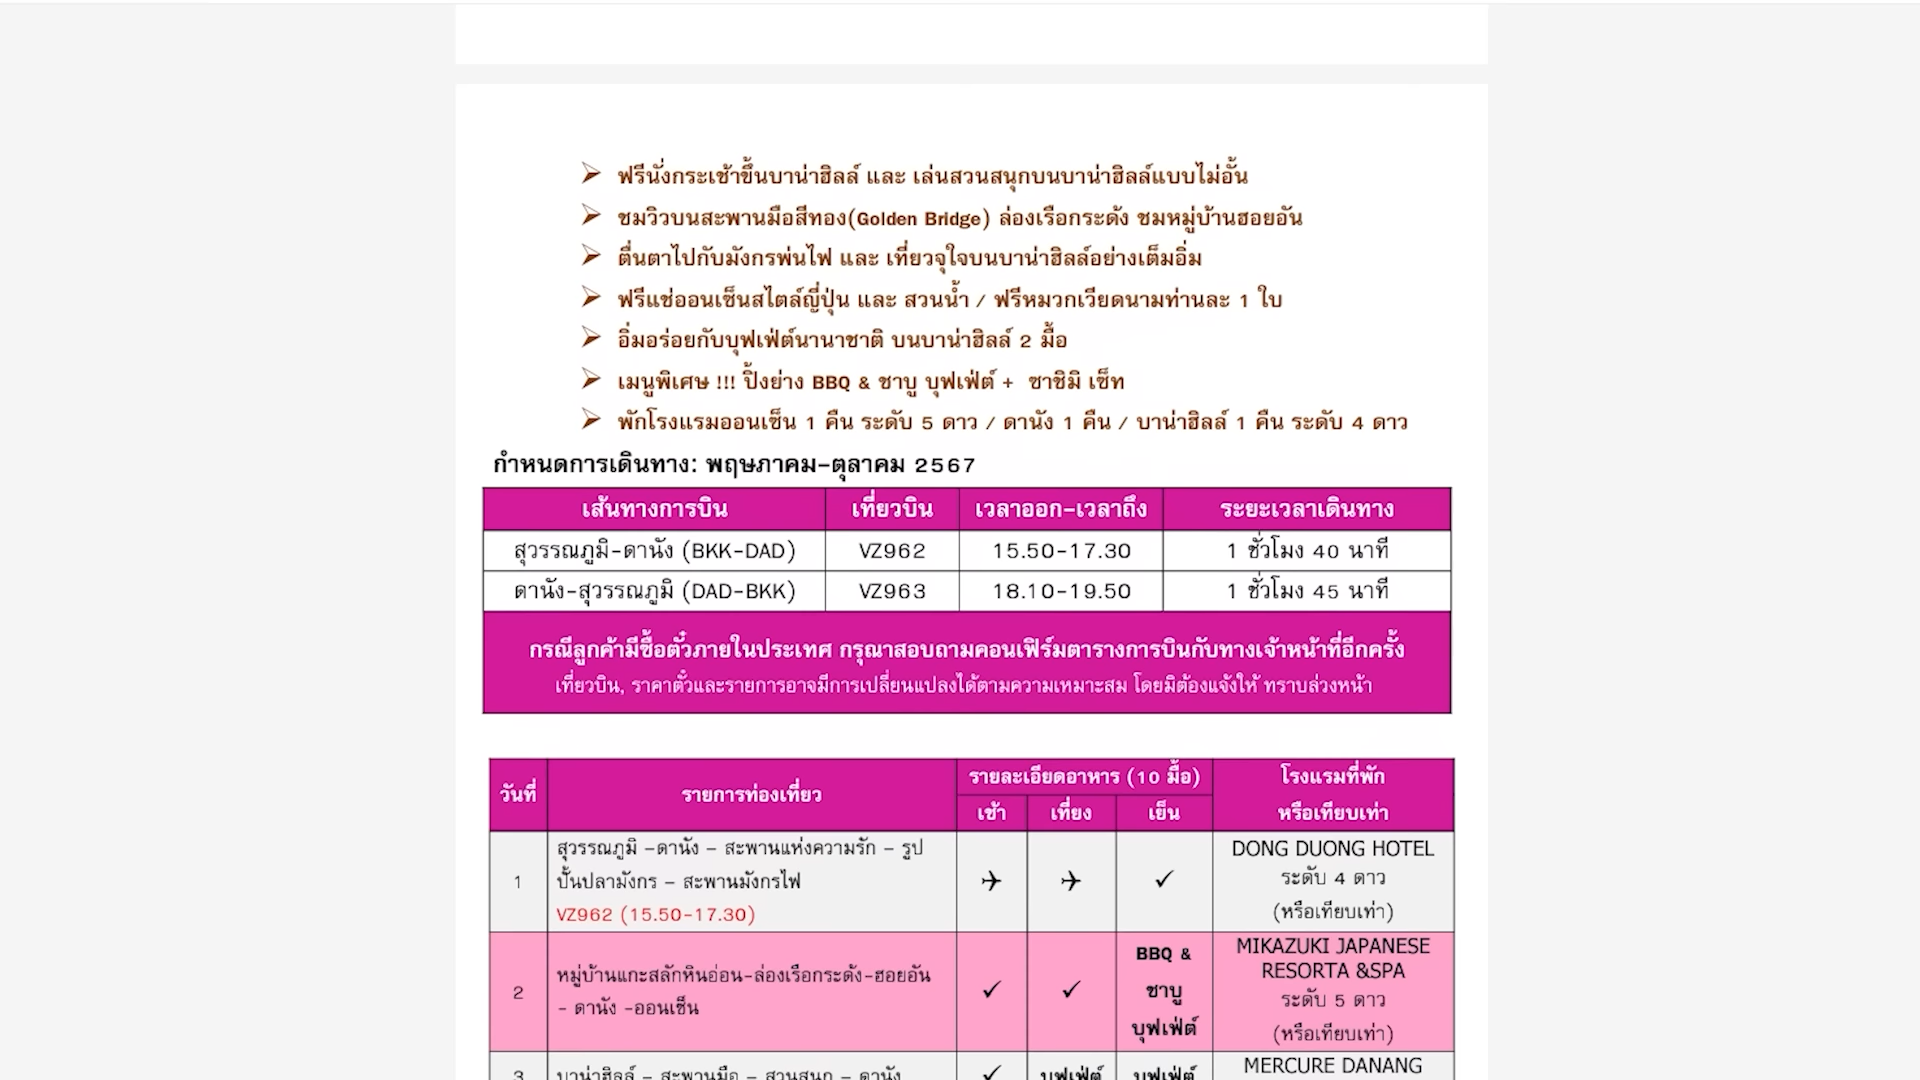 ฟรีนั่งกระเช้าขึ้นบาน่าฮิลล์ และ เล่นสวนสนุกบนบาน่าฮิลล์แบบไม่อั้น
ชมวิวบนสะพานมือสีทอง(Golden Bridge) ล่องเรือกระด้ง ชมหมู่บ้านฮอยอัน
ตื่นตาไปกับมังกรพ่นไฟ และ เที่ยวจุใจบนบาน่าฮิลล์อย่างเต็มอิ่ม
ฟรีแช่ออนเซ็นสไตล์ญี่ปุ่น และ สวนน้ำ / ฟรีหมวกเวียดนามท่านละ 1 ใบ
อิ่มอร่อยกับบุฟเฟ่ต์นานาชาติ บนบาน่าฮิลล์ 2 มื้อ
เมนูพิเศษ !!! ปิ้งย่าง BBQ & ชาบู บุฟเฟ่ต์ + ซาชิมิ เซ็ท
พักโรงแรมออนเซ็น 1 คืน ระดับ 5 ดาว / ดานัง 1 คืน / บาน่าฮิลล์ 1 คืน ระดับ 4 ดาว
กำหนดการเดินทาง: พฤษภาคม–ตุลาคม 2567
เส้นทางการบิน เที่ยวบิน เวลาออก–เวลาถึง ระยะเวลาเดินทาง
สุวรรณภูมิ–ดานัง (BKK–DAD) VZ962 15.50–17.30 1 ชั่วโมง 40 นาที
ดานัง–สุวรรณภูมิ (DAD–BKK) VZ963 18.10–19.50 1 ชั่วโมง 45 นาที
กรณีลูกค้ามีซื้อตั๋วภายในประเทศ กรุณาสอบถามคอนเฟิร์มตารางการบินกับทางเจ้าหน้าที่อีกครั้ง
เที่ยวบิน, ราคาตั๋วและรายการอาจมีการเปลี่ยนแปลงได้ตามความเหมาะสม โดยมิต้องแจ้งให้ ทราบล่วงหน้า
วันที่ รายการท่องเที่ยว รายละเอียดอาหาร (10 มื้อ) โรงแรมที่พัก
เช้า เที่ยง เย็น หรือเทียบเท่า
สุวรรณภูมิ –ดานัง – สะพานแห่งความรัก – รูป DONG DUONG HOTEL
1 ปั้นปลามังกร – สะพานมังกรไฟ ✈ ✈ ✓ ระดับ 4 ดาว
VZ962 (15.50–17.30) (หรือเทียบเท่า)
BBQ & MIKAZUKI JAPANESE
หมู่บ้านแกะสลักหินอ่อน–ล่องเรือกระด้ง–ฮอยอัน RESORTA &SPA
2 ✓ ✓ ชาบู ระดับ 5 ดาว
– ดานัง –ออนเซ็น บุฟเฟ่ต์ (หรือเทียบเท่า)
3 บาน่าฮิลล์ – สะพานมือ – สวนสนุก – ดานัง ✓ บุฟเฟ่ต์ บุฟเฟ่ต์ MERCURE DANANG